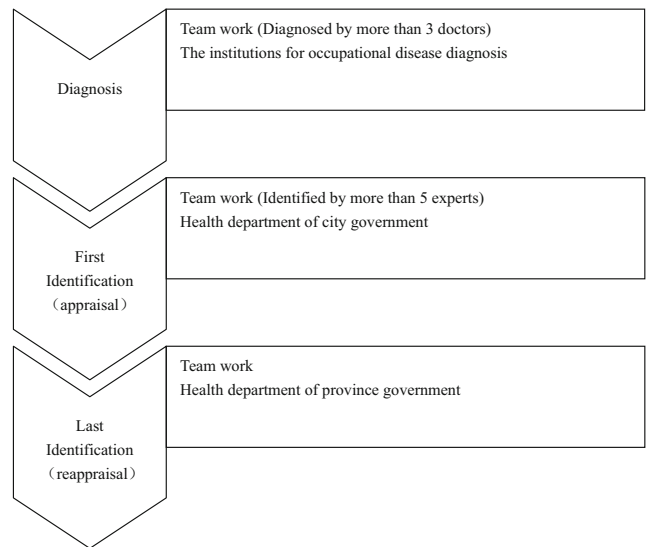 Diagnosis
Team work (Diagnosed by more than 3 doctors)
The institutions for occupational disease diagnosis
First
Identification
（appraisal）
Team work (Identified by more than 5 experts)
Health department of city government
Last
Identification
（reappraisal）
Team work
Health department of province government